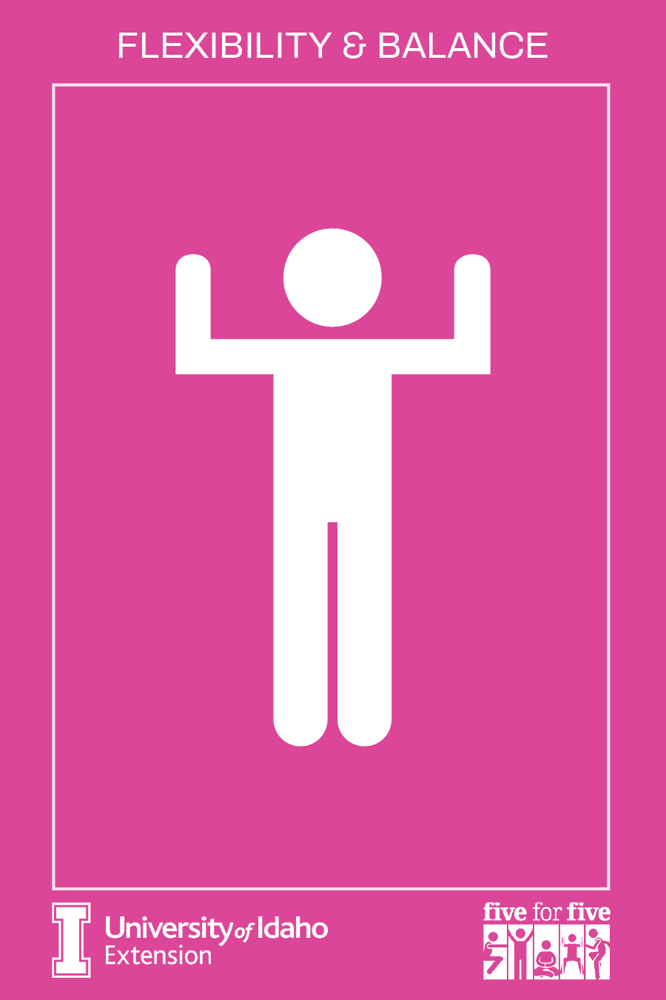 FLEXIBILITY & BALANCE
five for five
I University of Idaho
Extension